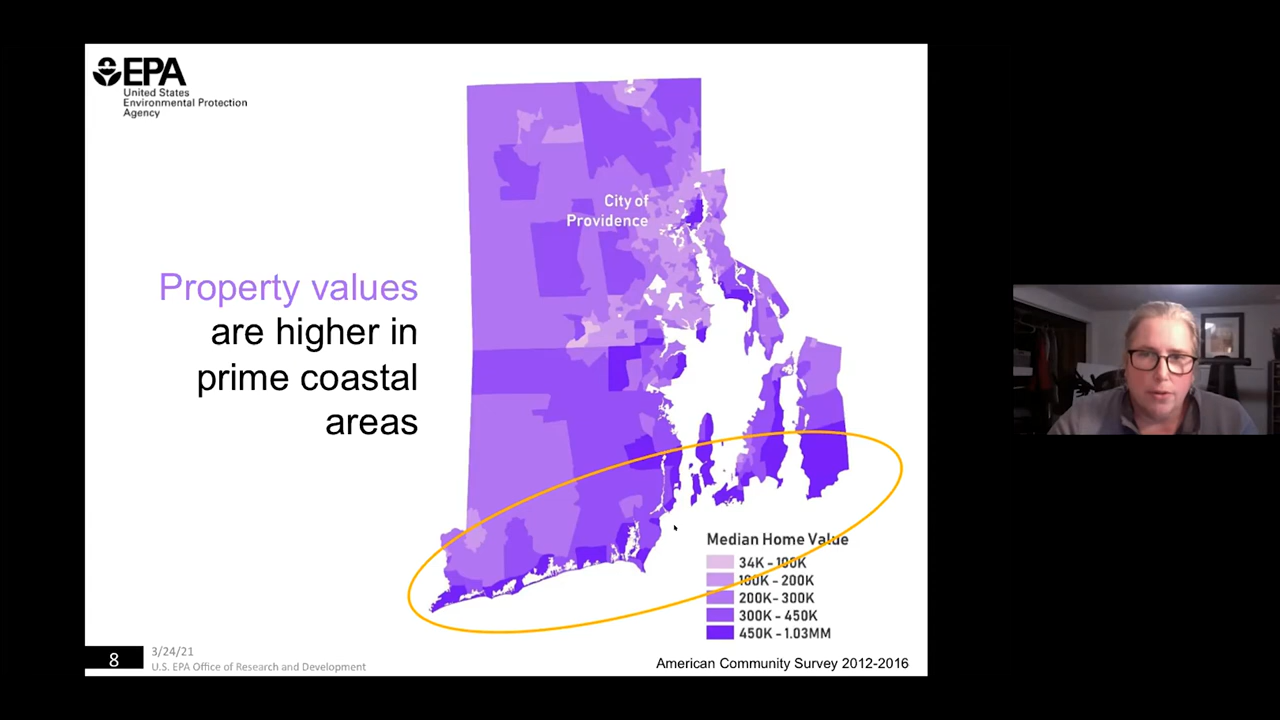 EPA
United States
Environmental Protection
Agency
City of
Providence
Property values
are higher in
prime coastal
areas
Median Home Value
34K - 100K
100K - 200K
200K - 300K
300K - 450K
450K - 1.03MM
8
3/24/21
U.S. EPA Office of Research and Development
American Community Survey 2012-2016